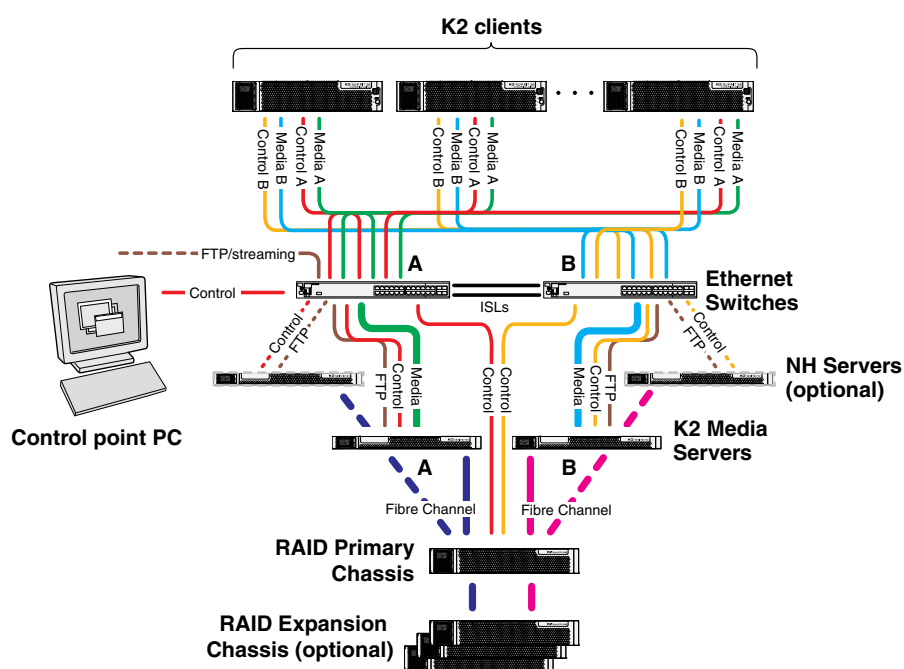 K2 clients
Control B
Media B
Control A
Media A
Control B
Media B
Control A
Media A
Control B
Media B
Control A
Media A
FTP/streaming
A
B
Ethernet
Switches
Control
ISLs
Control
FTP
FTP
Control
Media
Control
Control
Media
Control
FTP
FTP
Control
NH Servers
(optional)
Control point PC
K2 Media
Servers
A
B
Fibre Channel
Fibre Channel
RAID Primary
Chassis
RAID Expansion
Chassis (optional)